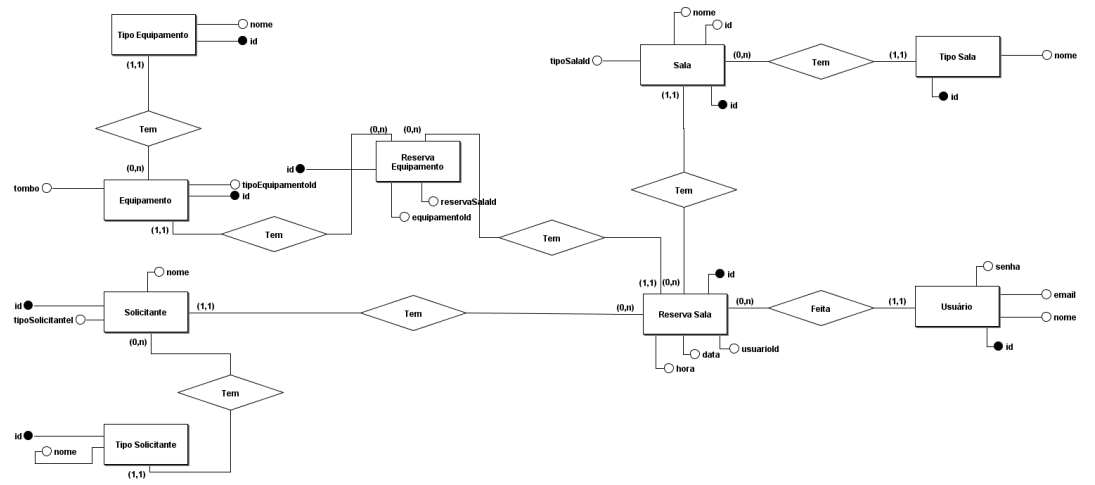 Tipo Equipamento
nome
id
(1,1)
Tem
(0,n)
tombo
Equipamento
tipoEquipamentoId
id
(1,1)
Tem
(0,n)
(0,n)
id
Reserva
Equipamento
reservaSalaId
equipamentoId
Tem
nome
id
tipoSalaId
Sala
(0,n)
Tem
(1,1)
Tipo Sala
nome
id
(1,1)
id
Tem
(1,1)
(0,n)
id
nome
id
tipoSolicitanteI
Solicitante
(1,1)
Tem
(0,n)
Reserva Sala
(0,n)
Feita
(1,1)
Usuário
senha
email
nome
id
usuarioId
data
hora
(0,n)
Tem
id
nome
Tipo Solicitante
(1,1)